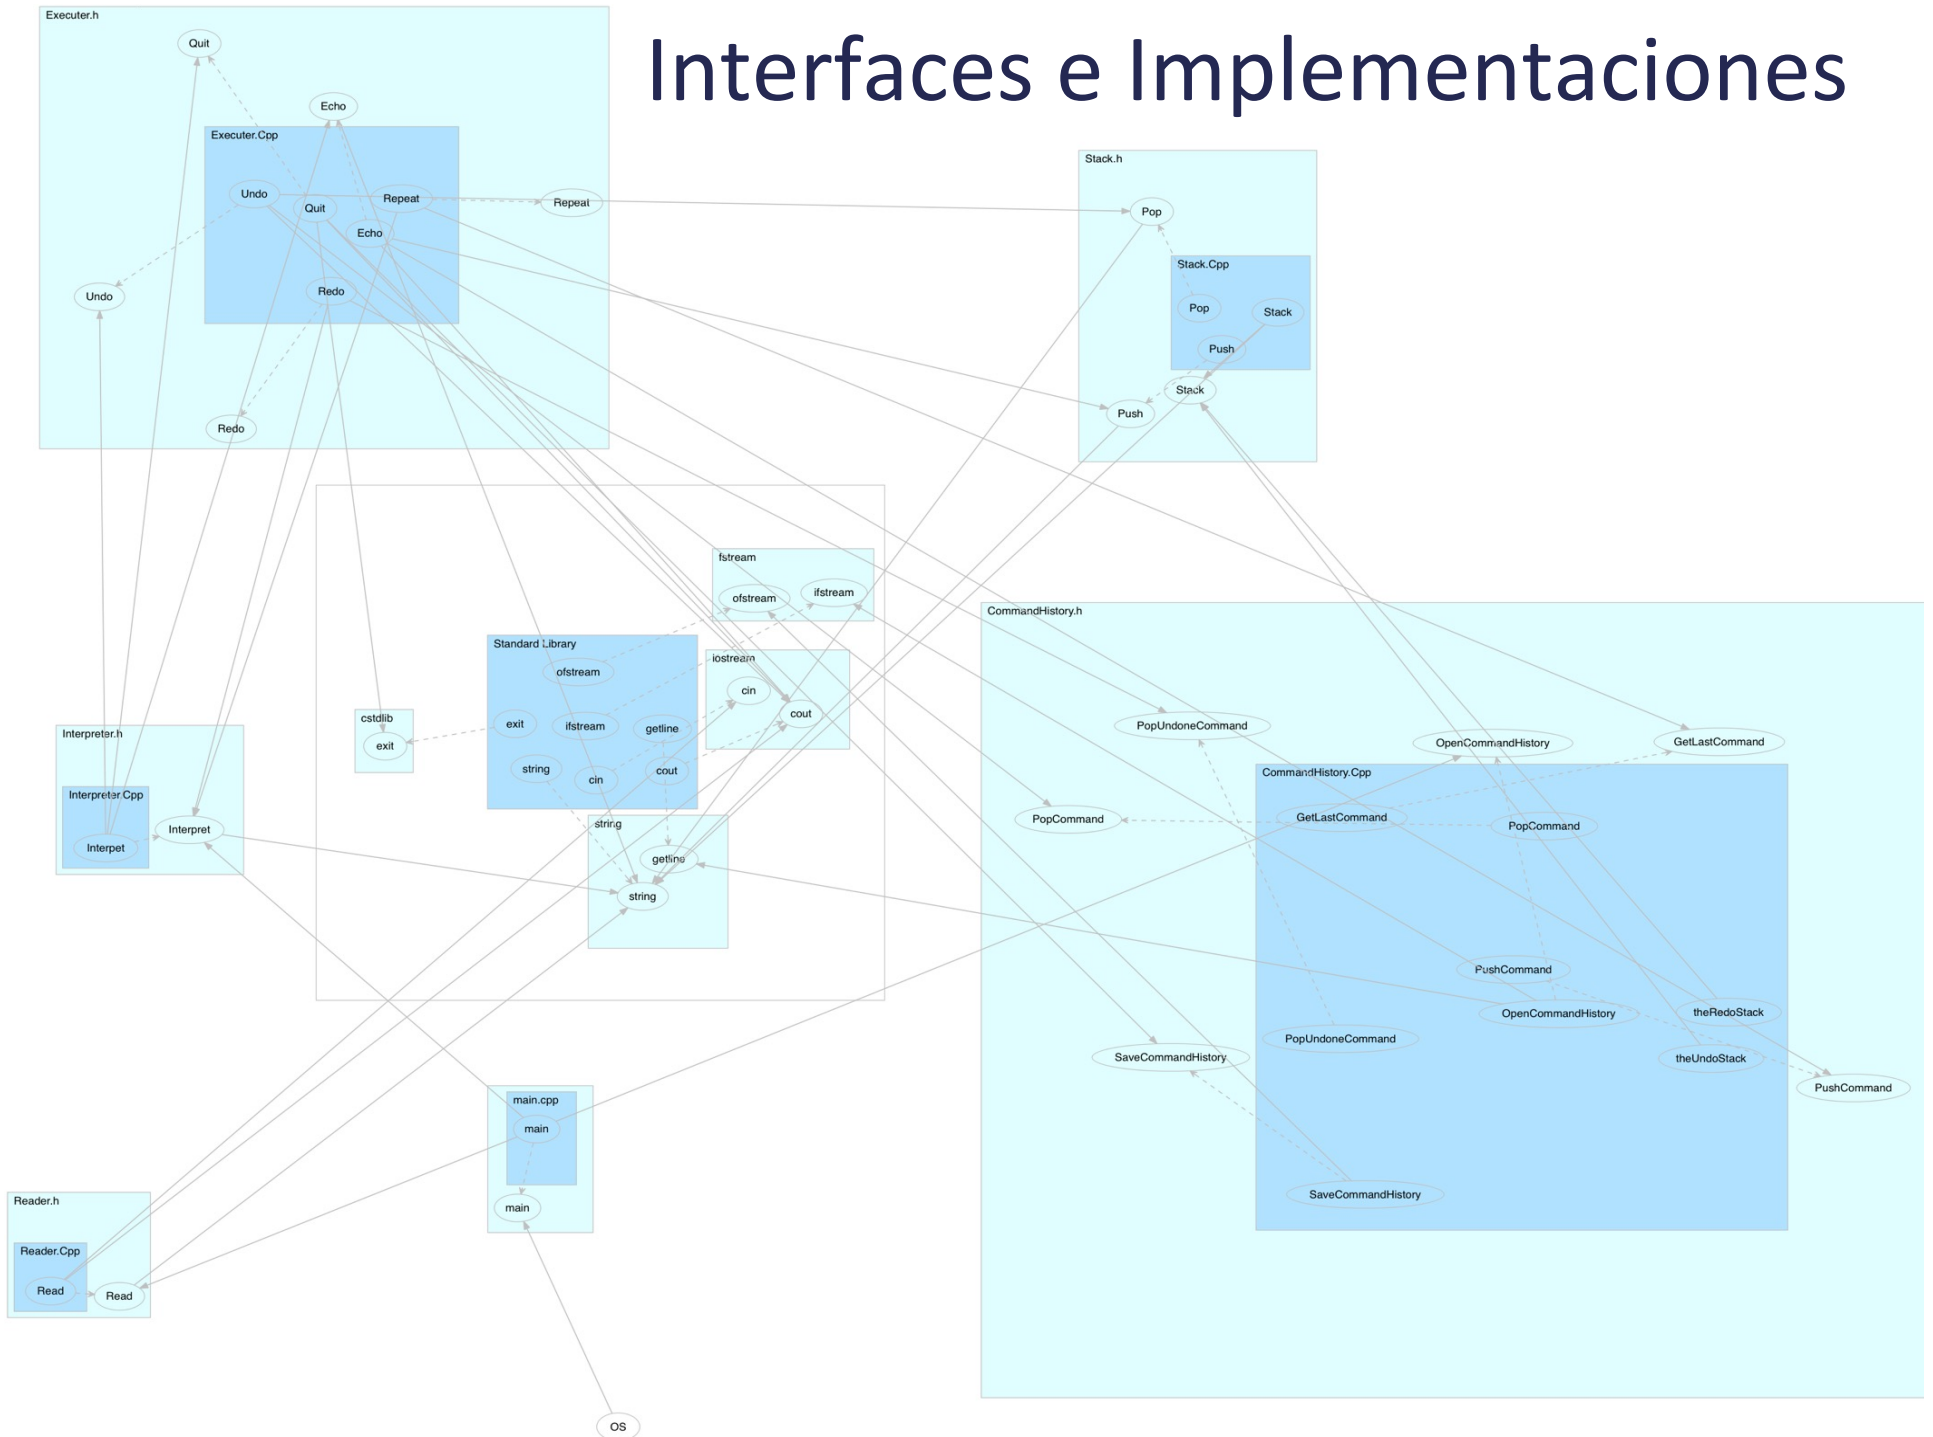 Interfaces e Implementaciones
Executer.h
Quit
Echo
Executer.Cpp
Undo
Quit
Repeat
Echo
Repeat
Undo
Redo
Redo
Stack.h
Pop
Stack.Cpp
Pop
Stack
Push
Stack
Push
fstream
ofstream
ifstream
Standard Library
ofstream
exit
ifstream
getline
string
cin
cout
iostream
cin
cout
cstdlib
exit
string
getline
string
Interpreter.h
Interpreter.Cpp
Interpet
Interpret
CommandHistory.h
PopUndoneCommand
OpenCommandHistory
GetLastCommand
CommandHistory.Cpp
PopCommand
GetLastCommand
PopCommand
PushCommand
OpenCommandHistory
theRedoStack
PopUndoneCommand
theUndoStack
SaveCommandHistory
PushCommand
SaveCommandHistory
main.cpp
main
main
Reader.h
Reader.Cpp
Read
Read
OS